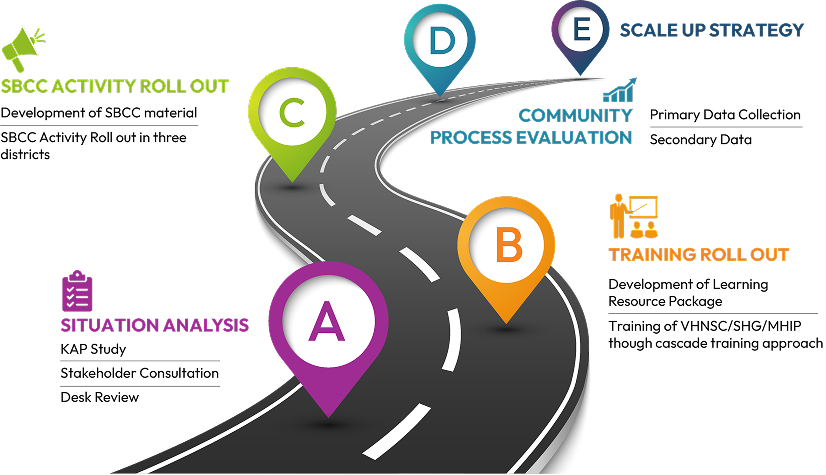 D
E
SCALE UP STRATEGY
SBCC ACTIVITY ROLL OUT
Development of SBCC material
SBCC Activity Roll out in three
districts
C
COMMUNITY
PROCESS EVALUATION
Primary Data Collection
Secondary Data
B
TRAINING ROLL OUT
Development of Learning
Resource Package
Training of VHNSC/SHG/MHIP
though cascade training approach
A
SITUATION ANALYSIS
KAP Study
Stakeholder Consultation
Desk Review